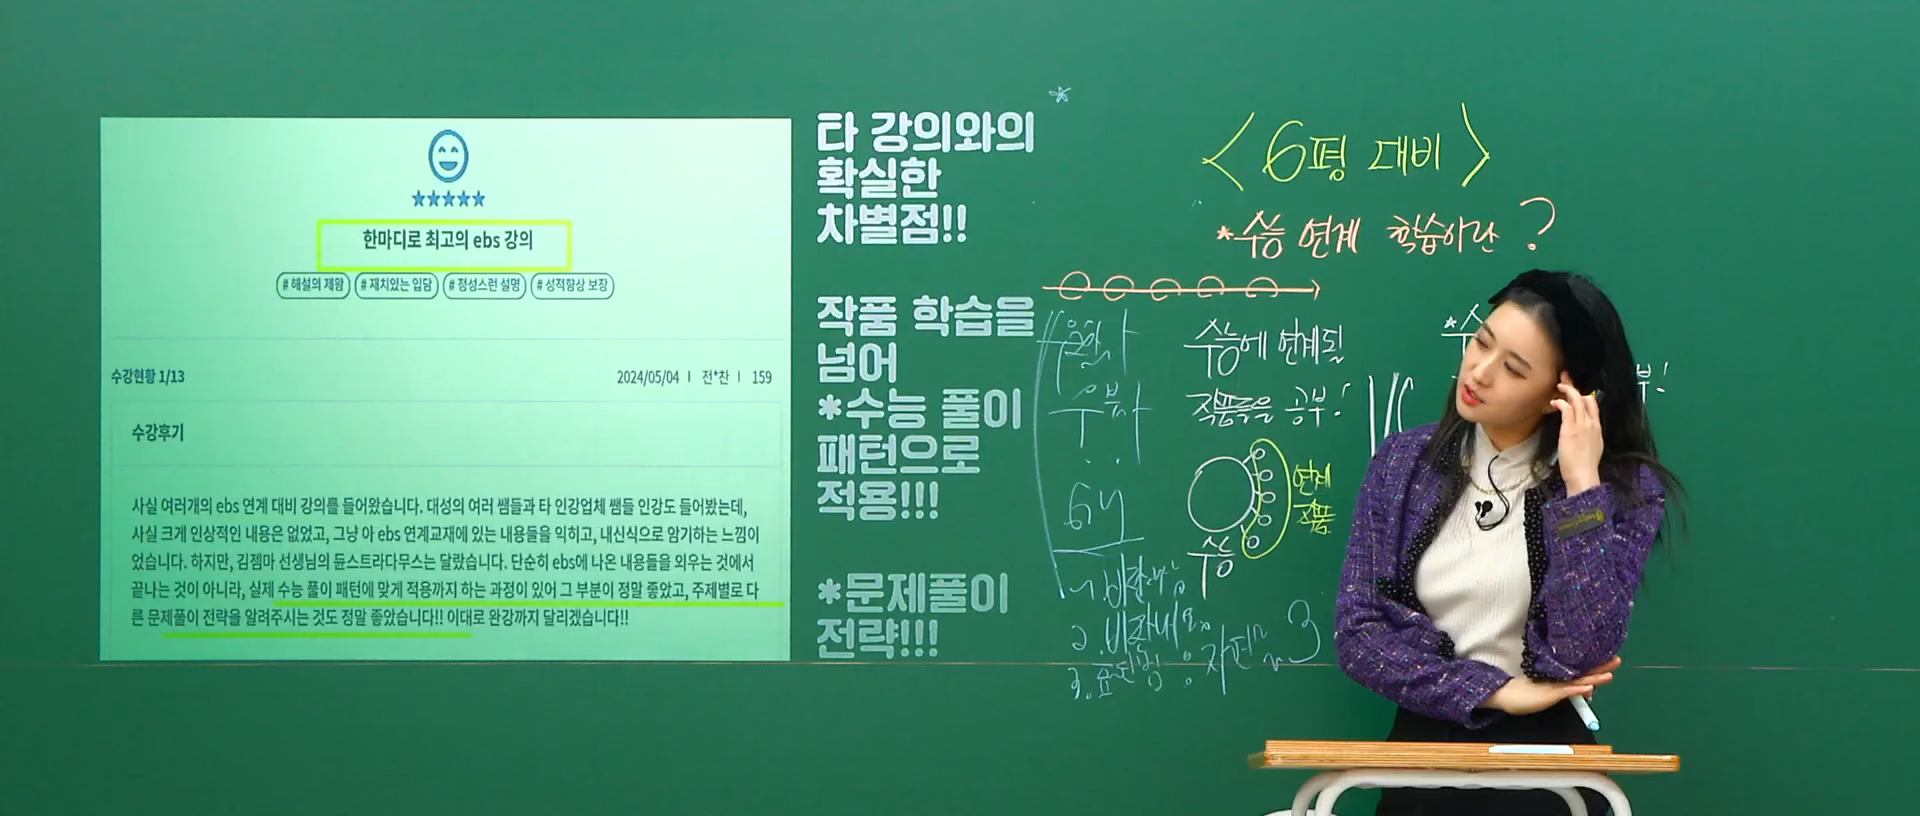 한마디로 최고의 ebs 강의
# 해설의 제왕
# 재치있는 입담
# 정성스런 설명
# 성적향상 보장
수강현황 1/13
2024/05/04 | 전*찬 | 159
수강후기
사실 여러개의 ebs 연계 대비 강의를 들어왔습니다. 대성의 여러 쌤들과 타 인강업체 쌤들 인강도 들어봤는데,
사실 크게 인상적인 내용은 없었고, 그냥 아 ebs 연계교재에 있는 내용들을 익히고, 내신식으로 암기하는 느낌이
었습니다. 하지만, 김젬마 선생님의 듄스트라다무스는 달랐습니다. 단순히 ebs에 나온 내용들을 외우는 것에서
끝나는 것이 아니라, 실제 수능 풀이 패턴에 맞게 적용까지 하는 과정이 있어 그 부분이 정말 좋았고, 주제별로 다
른 문제풀이 전략을 알려주시는 것도 정말 좋았습니다!! 이대로 완강까지 달리겠습니다!!
타 강의와의
확실한
차별점!!
작품 학습을
넘어
*수능 풀이
패턴으로
적용!!!
*문제풀이
전략!!!
*
<6평 대비>
*수능 연계 학습이란?
수능에 연계될
작품들을 공부!
연계
작품
수능
*수
부!
1.
2.
3.
3